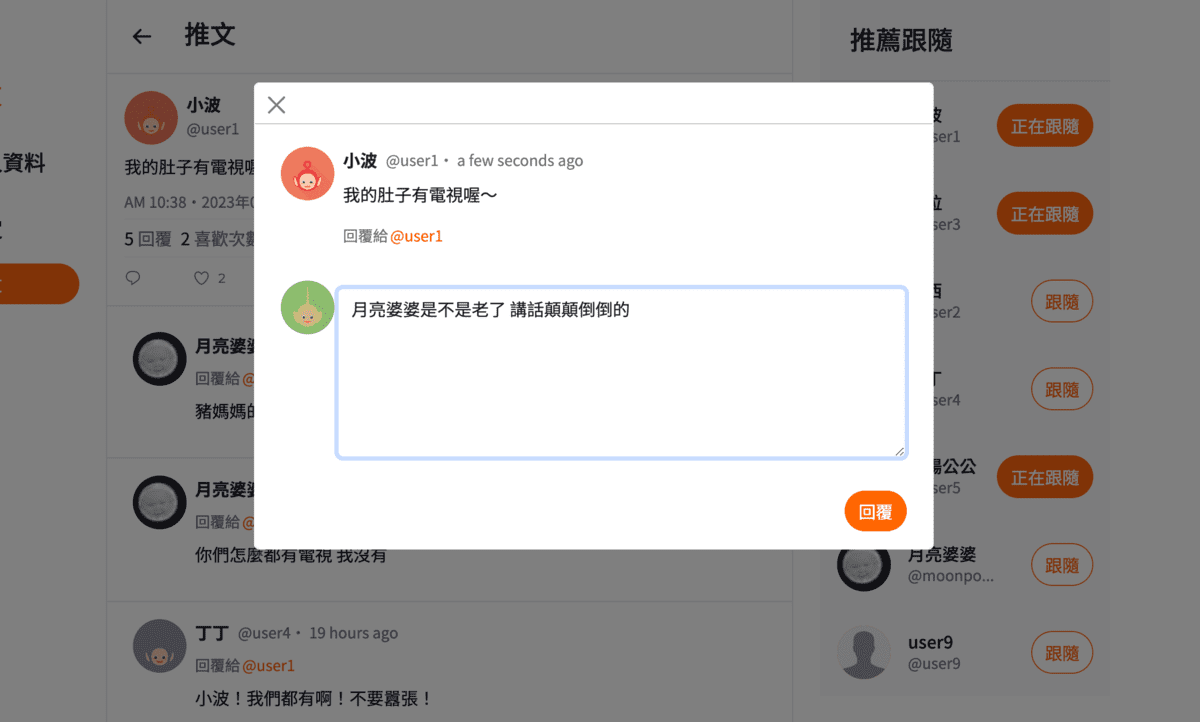 推文
小波
@user1
我的肚子有電視喔
AM 10:38・2023年0
5 回覆 2 喜歡次數
2
月亮婆婆
回覆給@
豬媽媽的
月亮婆婆
回覆給@
你們怎麼都有電視 我沒有
丁丁 @user4・ 19 hours ago
回覆給@user1
小波！我們都有啊！不要囂張！
資料
小波 @user1・ a few seconds ago
我的肚子有電視喔～
回覆給@user1
月亮婆婆是不是老了 講話顛顛倒倒的
回覆
推薦跟隨
波
ser1
正在跟隨
拉
ser3
正在跟隨
西
ser2
跟隨
丁
ser4
跟隨
陽公公
ser5
正在跟隨
月亮婆婆
@moonpo...
跟隨
user9
@user9
跟隨